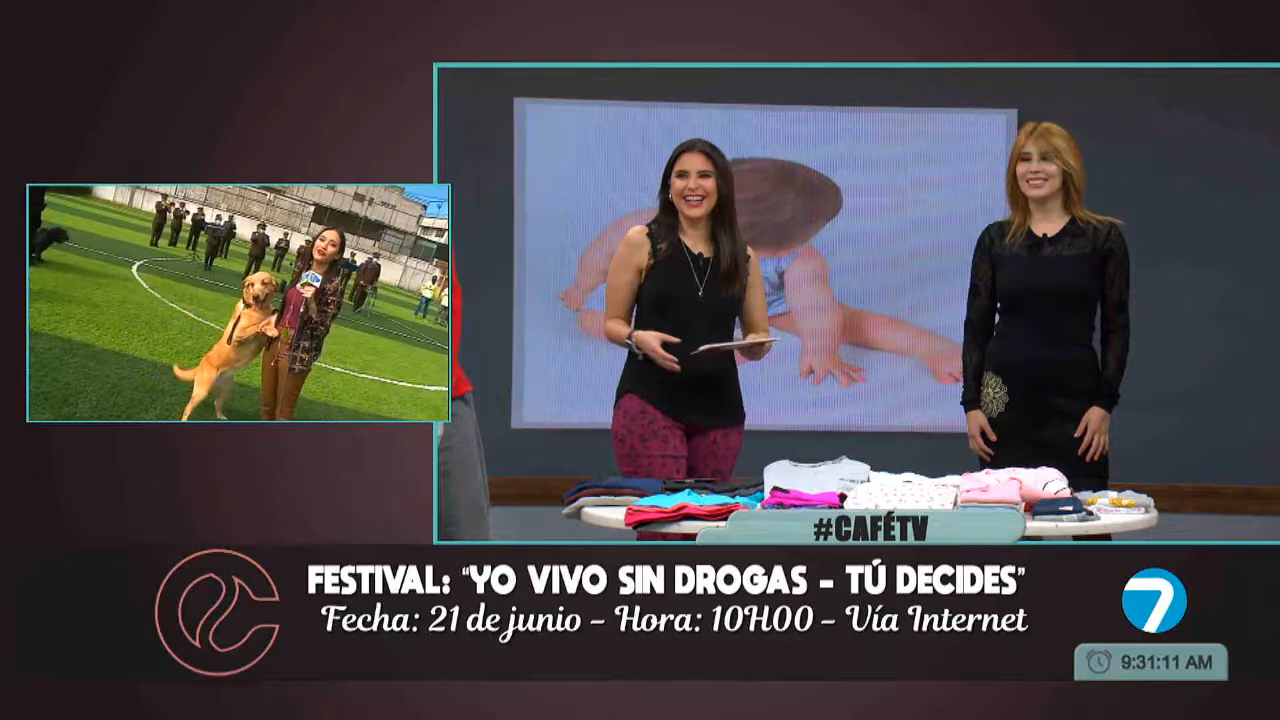 #CAFÉTV
FESTIVAL: “YO VIVO SIN DROGAS – TÚ DECIDES”
Fecha: 21 de junio – Hora: 10H00 – Vía Internet
7
9:31:11 AM